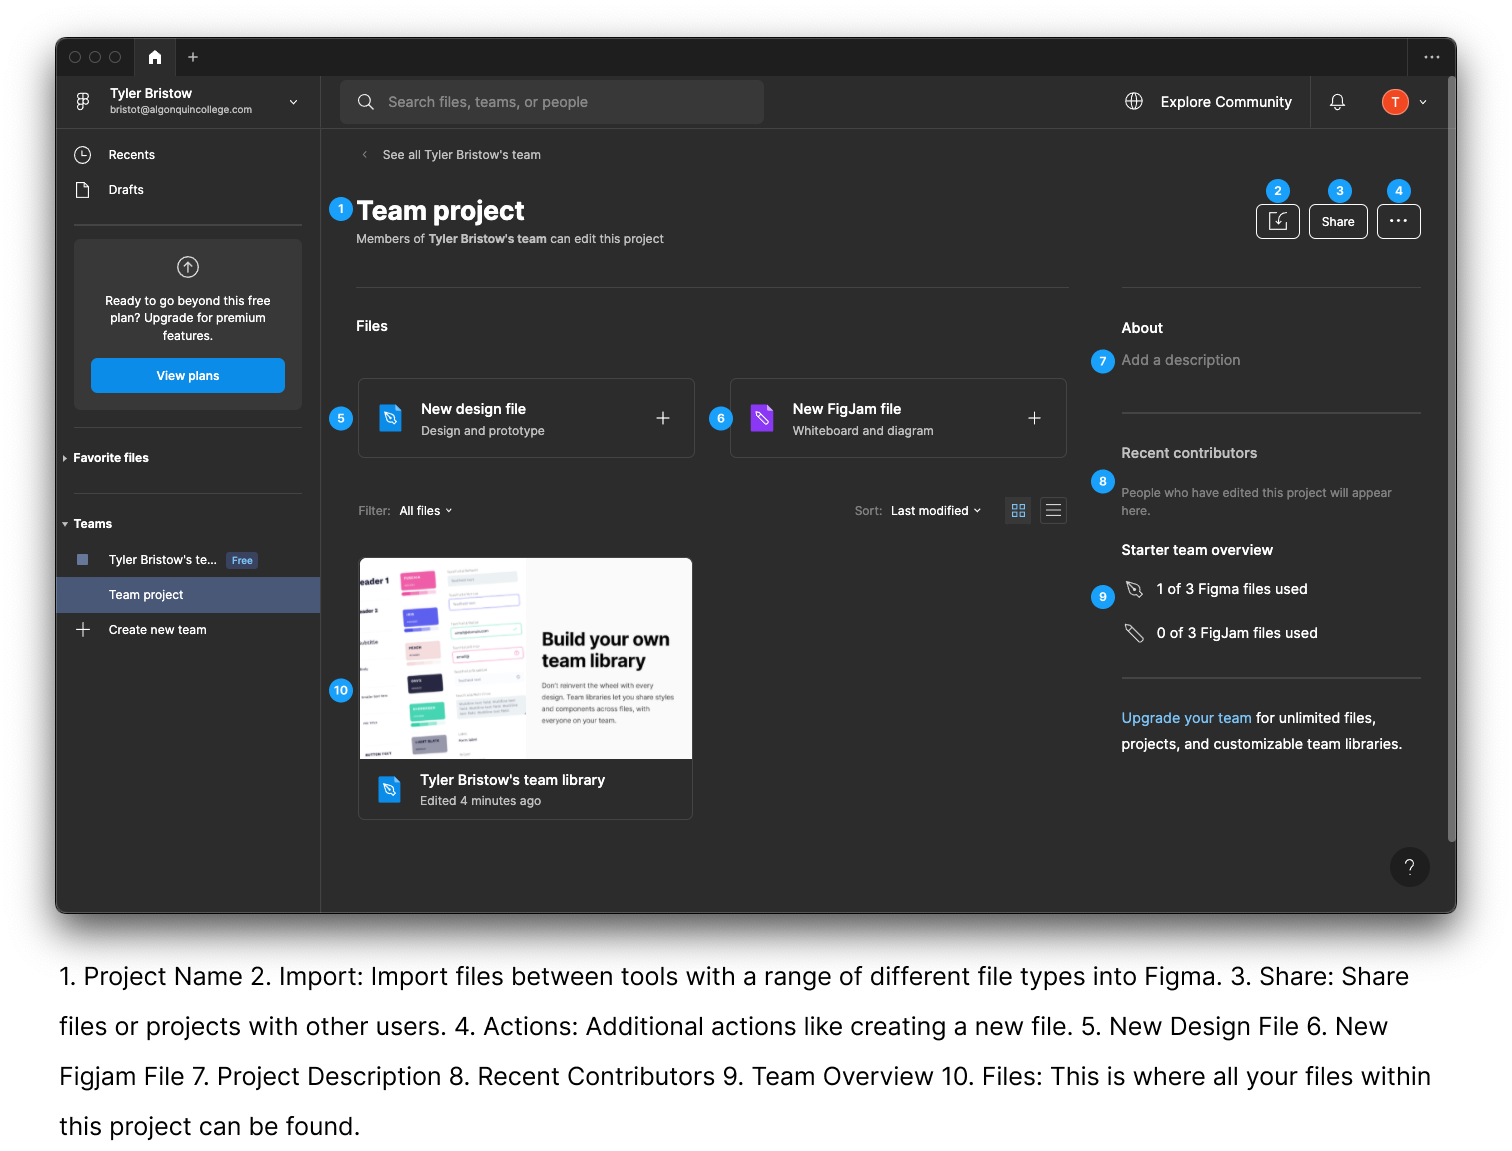 Tyler Bristow
bristot@algonquincollege.com
Search files, teams, or people
Explore Community
T
Recents
Drafts
Ready to go beyond this free
plan? Upgrade for premium
features.
View plans
Favorite files
Teams
Tyler Bristow's te... Free
Team project
Create new team
See all Tyler Bristow's team
1 Team project
Members of Tyler Bristow's team can edit this project
2 3 4
Share
Files
5 New design file
Design and prototype
6 New FigJam file
Whiteboard and diagram
Filter: All files
Sort: Last modified
10
Build your own
team library
Don't reinvent the wheel with every
design. Team libraries let you share styles
and components across files, with
everyone on your team.
Tyler Bristow's team library
Edited 4 minutes ago
About
7 Add a description
Recent contributors
8 People who have edited this project will appear
here.
Starter team overview
9 1 of 3 Figma files used
0 of 3 FigJam files used
Upgrade your team for unlimited files,
projects, and customizable team libraries.
?
1. Project Name 2. Import: Import files between tools with a range of different file types into Figma. 3. Share: Share
files or projects with other users. 4. Actions: Additional actions like creating a new file. 5. New Design File 6. New
Figjam File 7. Project Description 8. Recent Contributors 9. Team Overview 10. Files: This is where all your files within
this project can be found.